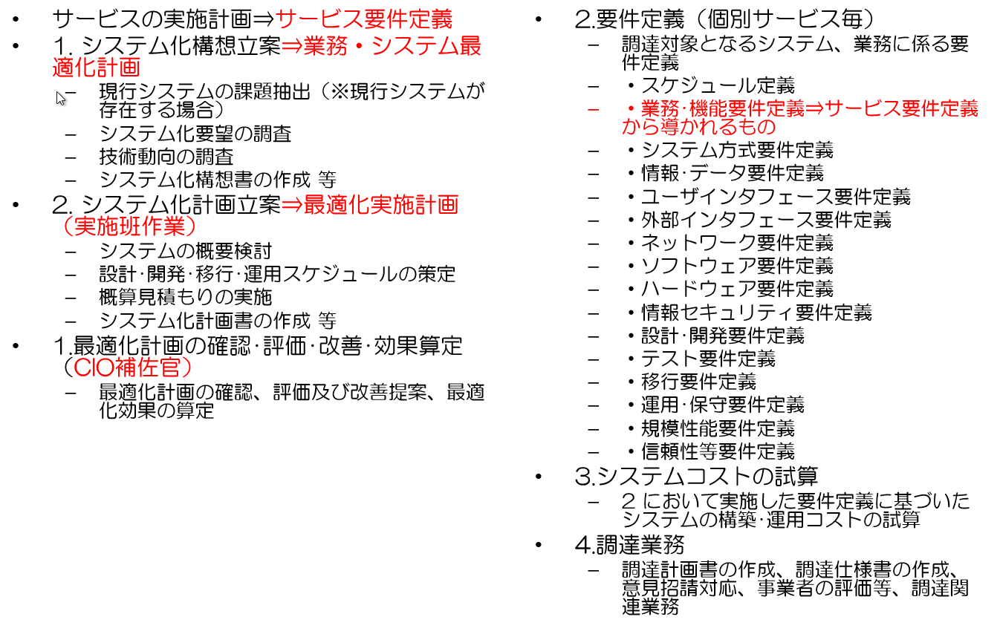 • サービスの実施計画⇒サービス要件定義
• 1. システム化構想立案⇒業務・システム最
適化計画
– 現行システムの課題抽出（※現行システムが
存在する場合）
– システム化要望の調査
– 技術動向の調査
– システム化構想書の作成 等
• 2. システム化計画立案⇒最適化実施計画
（実施班作業）
– システムの概要検討
– 設計･開発･移行･運用スケジュールの策定
– 概算見積もりの実施
– システム化計画書の作成 等
• 1.最適化計画の確認･評価･改善･効果算定
（CIO補佐官）
– 最適化計画の確認、評価及び改善提案、最適
化効果の算定
• 2.要件定義（個別サービス毎）
– 調達対象となるシステム、業務に係る要
件定義
– ・スケジュール定義
– ・業務･機能要件定義⇒サービス要件定義
から導かれるもの
– ・システム方式要件定義
– ・情報･データ要件定義
– ・ユーザインタフェース要件定義
– ・外部インタフェース要件定義
– ・ネットワーク要件定義
– ・ソフトウェア要件定義
– ・ハードウェア要件定義
– ・情報セキュリティ要件定義
– ・設計･開発要件定義
– ・テスト要件定義
– ・移行要件定義
– ・運用･保守要件定義
– ・規模性能要件定義
– ・信頼性等要件定義
• 3.システムコストの試算
– 2 において実施した要件定義に基づいた
システムの構築･運用コストの試算
• 4.調達業務
– 調達計画書の作成、調達仕様書の作成、
意見招請対応、事業者の評価等、調達関
連業務